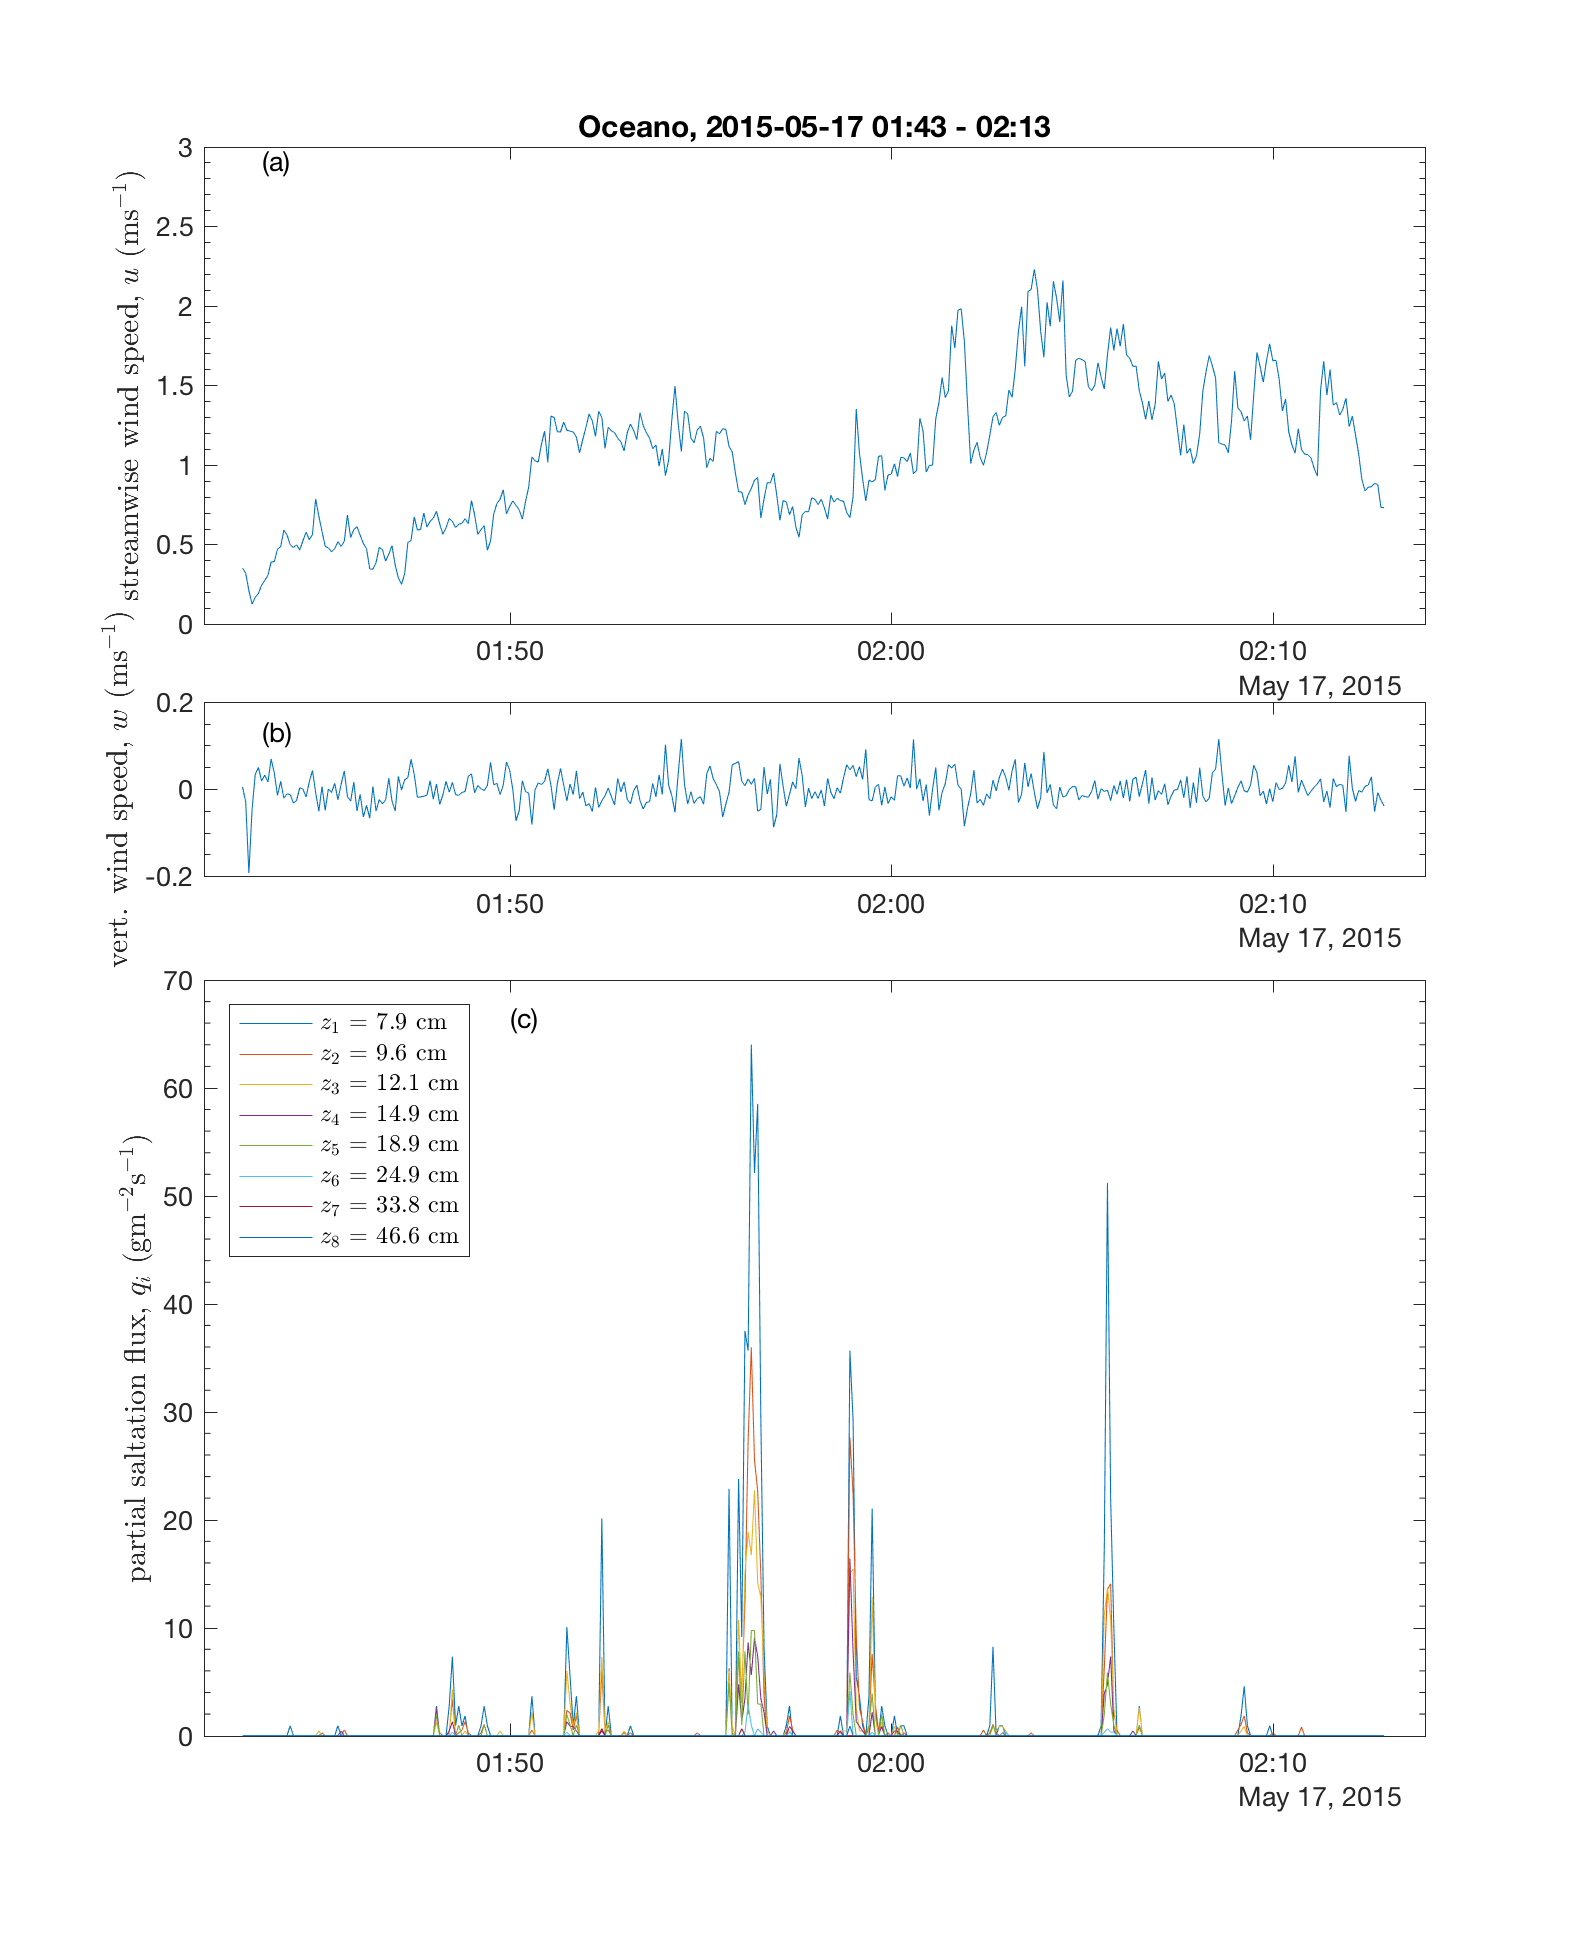 Oceano, 2015-05-17 01:43 - 02:13
(a)
streamwise wind speed, u (ms⁻¹)
3
2.5
2
1.5
1
0.5
0
01:50 02:00 02:10
May 17, 2015
(b)
vert. wind speed, w (ms⁻¹)
0.2
0
-0.2
01:50 02:00 02:10
May 17, 2015
(c)
partial saltation flux, qᵢ (gm⁻²s⁻¹)
70
60
50
40
30
20
10
0
z₁ = 7.9 cm
z₂ = 9.6 cm
z₃ = 12.1 cm
z₄ = 14.9 cm
z₅ = 18.9 cm
z₆ = 24.9 cm
z₇ = 33.8 cm
z₈ = 46.6 cm
01:50 02:00 02:10
May 17, 2015